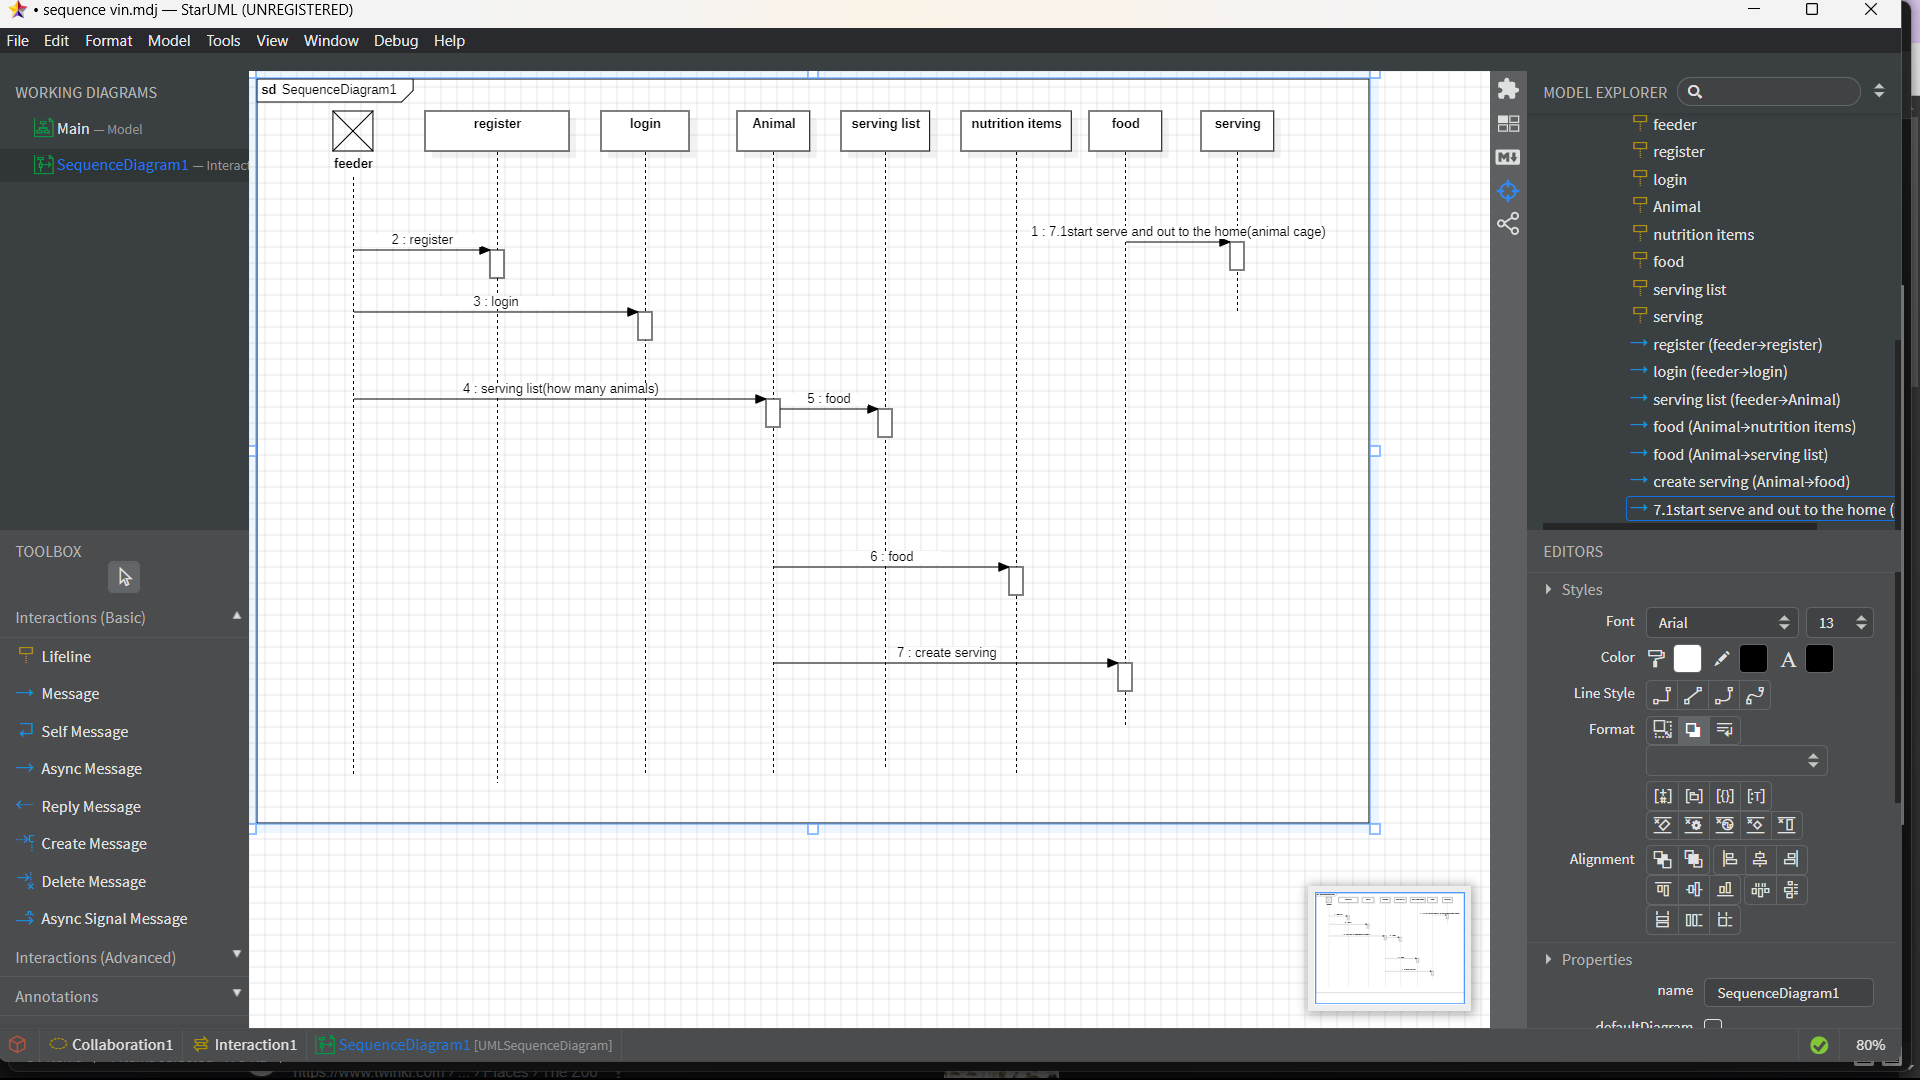 • sequence vin.mdj — StarUML (UNREGISTERED)
File Edit Format Model Tools View Window Debug Help
WORKING DIAGRAMS
Main — Model
SequenceDiagram1 — Interact
TOOLBOX
Interactions (Basic)
Lifeline
Message
Self Message
Async Message
Reply Message
Create Message
Delete Message
Async Signal Message
Interactions (Advanced)
Annotations
sd SequenceDiagram1
feeder
register
login
Animal
serving list
nutrition items
food
serving
1 : 7.1start serve and out to the home(animal cage)
2 : register
3 : login
4 : serving list(how many animals)
5 : food
6 : food
7 : create serving
MODEL EXPLORER
feeder
register
login
Animal
nutrition items
food
serving list
serving
register (feeder→register)
login (feeder→login)
serving list (feeder→Animal)
food (Animal→nutrition items)
food (Animal→serving list)
create serving (Animal→food)
7.1start serve and out to the home (
EDITORS
Styles
Font Arial 13
Color
Line Style
Format
Alignment
Properties
name SequenceDiagram1
defaultDiagram
Collaboration1 Interaction1 SequenceDiagram1 [UMLSequenceDiagram] 80%